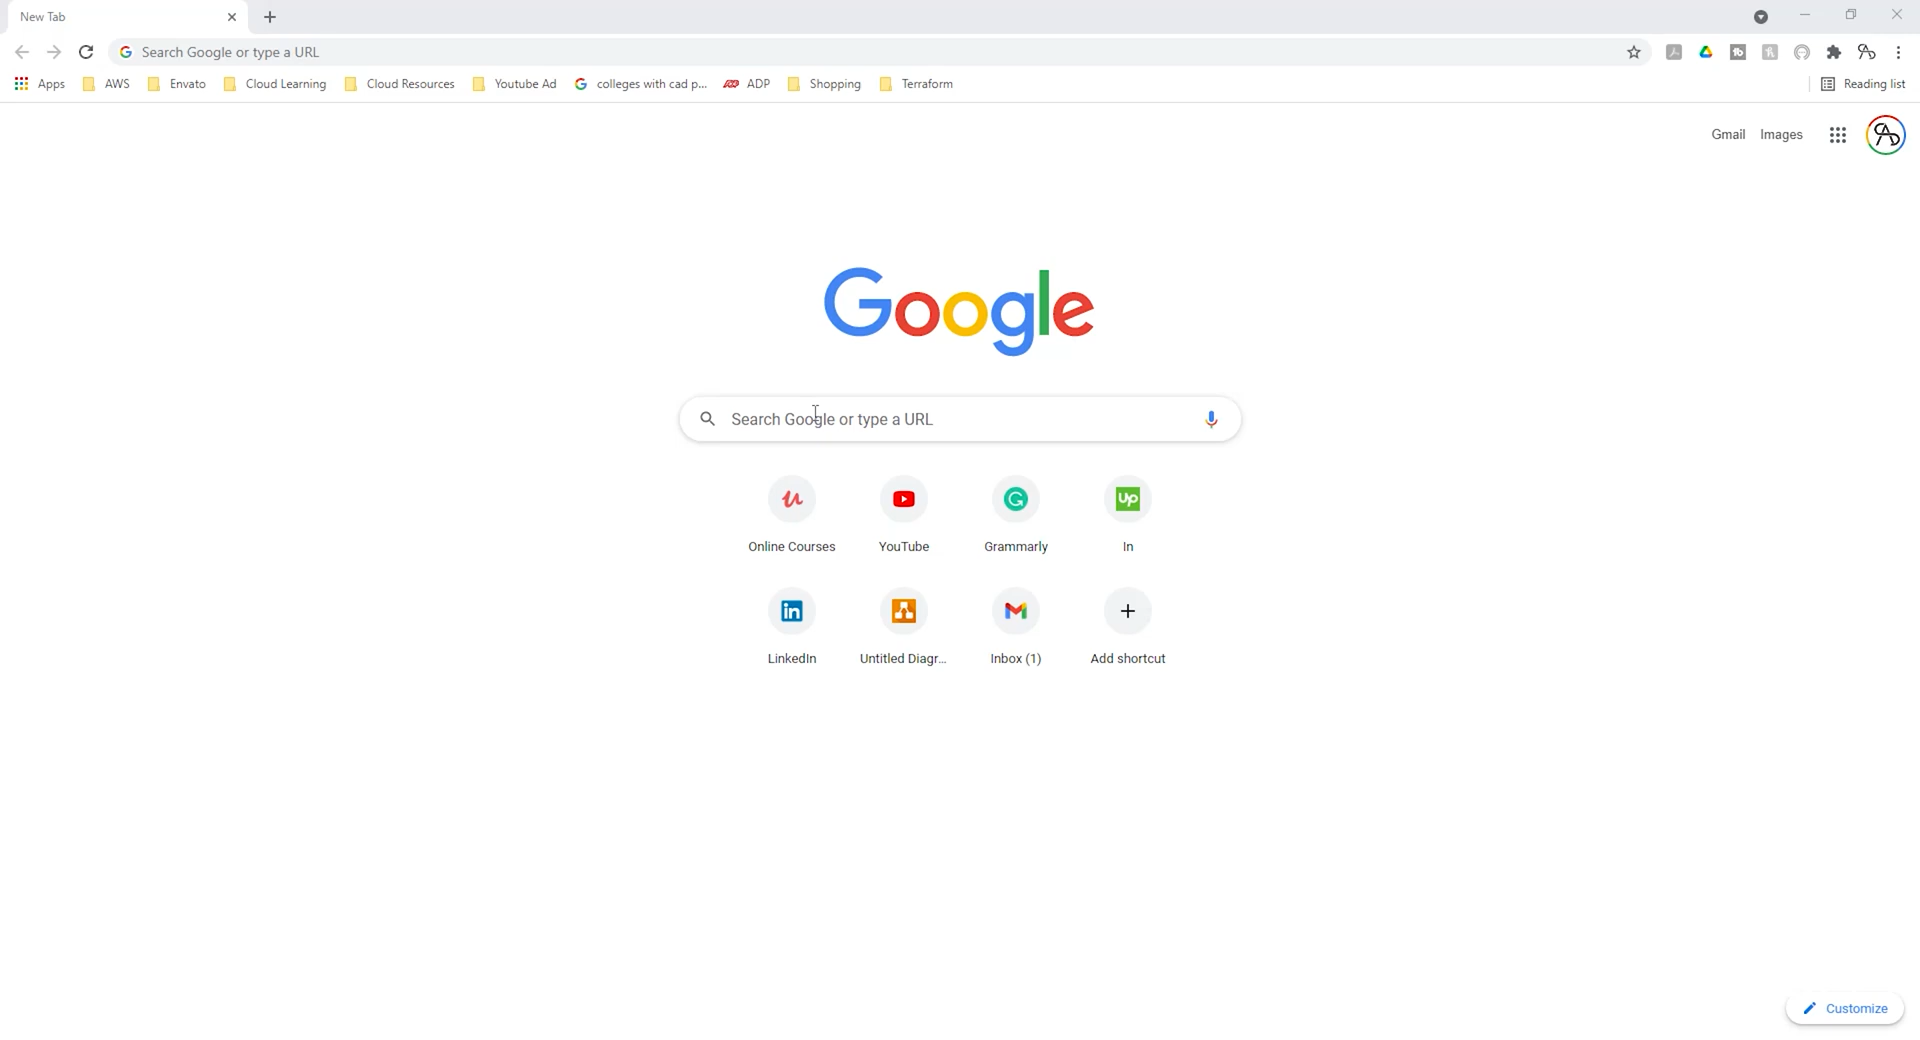 New Tab
Search Google or type a URL
Apps AWS Envato Cloud Learning Cloud Resources Youtube Ad colleges with cad p... ADP Shopping Terraform Reading list
Gmail Images
Google
Search Google or type a URL
Online Courses YouTube Grammarly In
LinkedIn Untitled Diagr... Inbox (1) Add shortcut
Customize